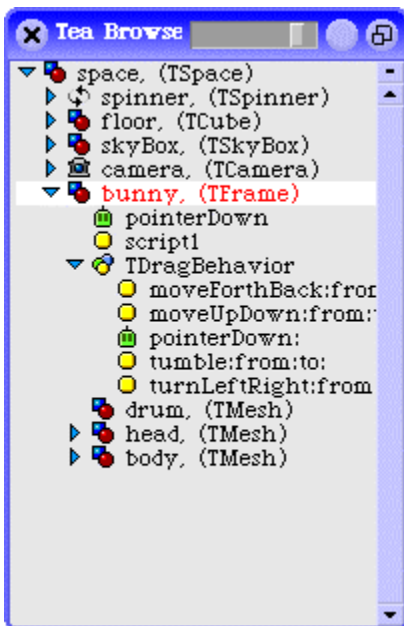 Tea Browse
space, (TSpace)
spinner, (TSpinner)
floor, (TCube)
skyBox, (TSkyBox)
camera, (TCamera)
bunny, (TFrame)
pointerDown
script1
TDragBehavior
moveForthBack:from
moveUpDown:from:
pointerDown:
tumble:from:to:
turnLeftRight:from
drum, (TMesh)
head, (TMesh)
body, (TMesh)